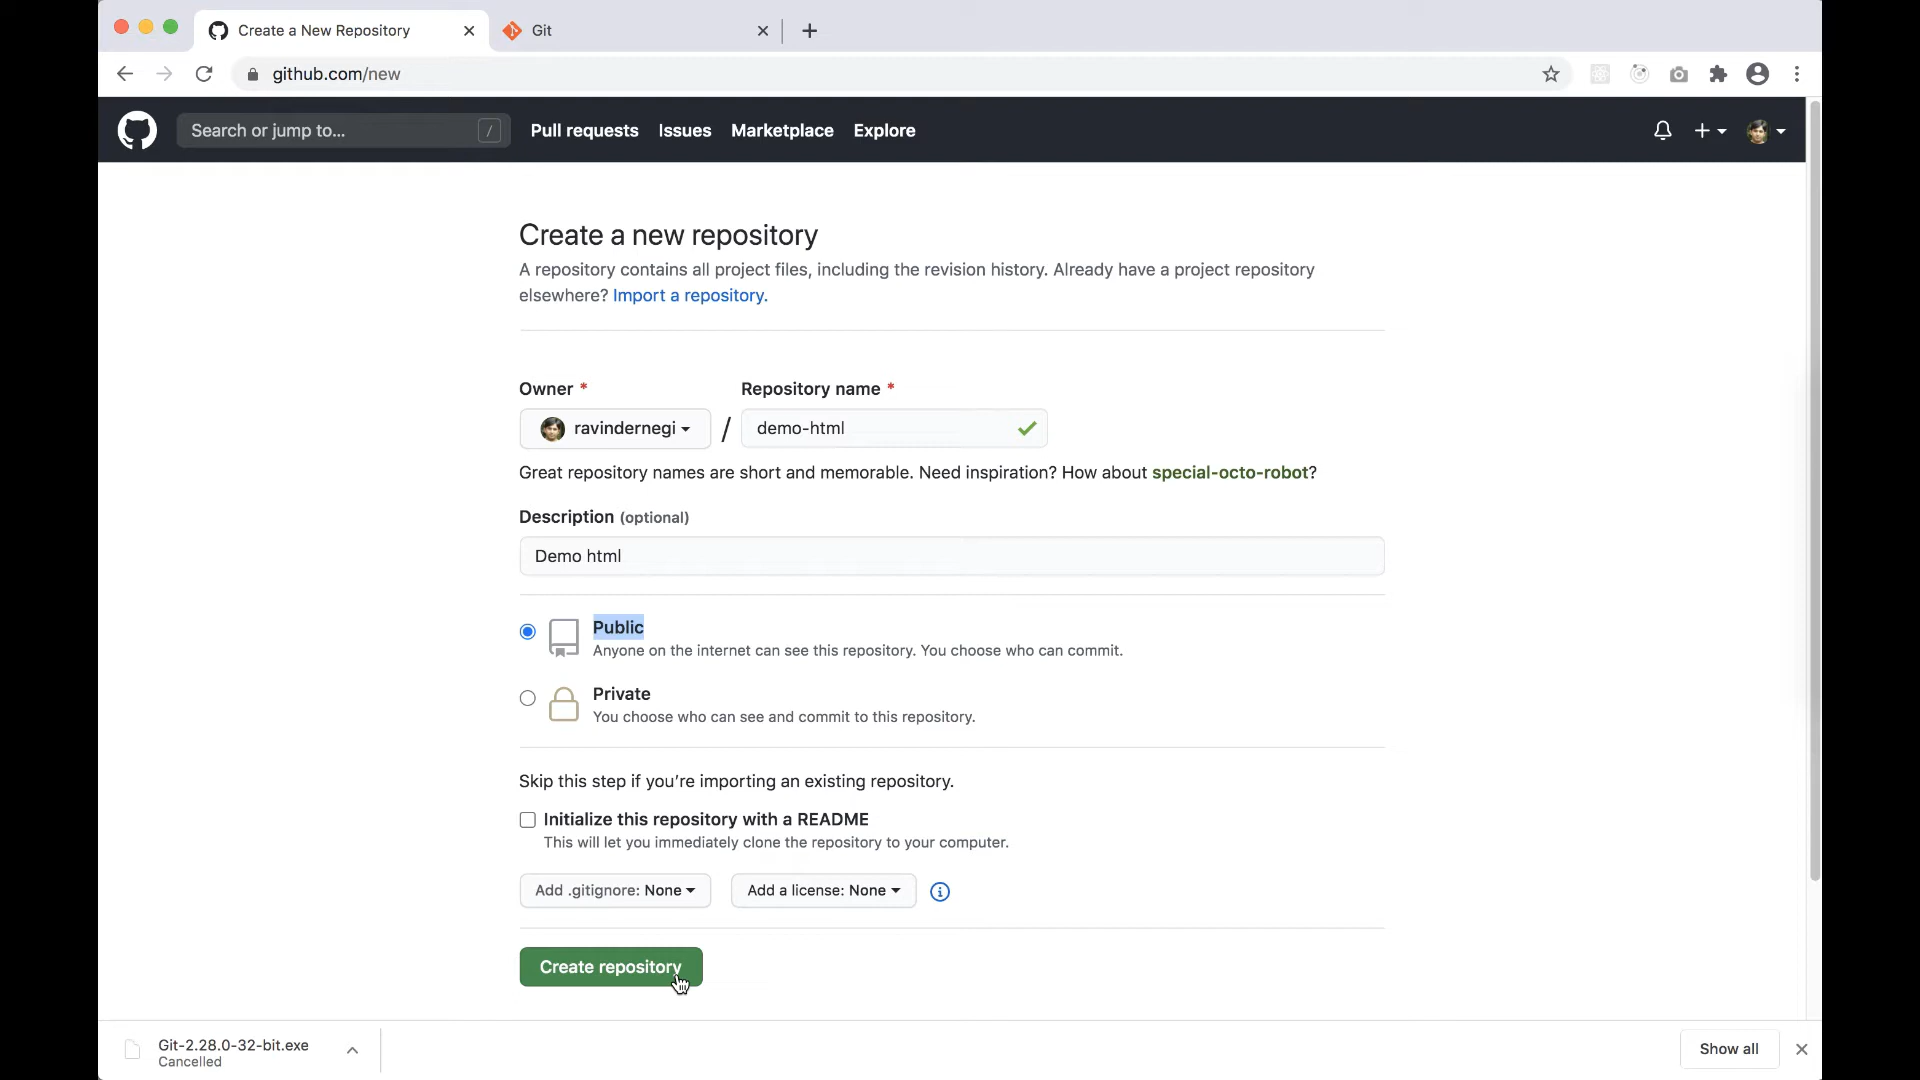 Create a New Repository
Git
github.com/new
Search or jump to...
/
Pull requests
Issues
Marketplace
Explore
Create a new repository
A repository contains all project files, including the revision history. Already have a project repository
elsewhere? Import a repository.
Owner *
Repository name *
ravindernegi
/
demo-html
Great repository names are short and memorable. Need inspiration? How about special-octo-robot?
Description (optional)
Demo html
Public
Anyone on the internet can see this repository. You choose who can commit.
Private
You choose who can see and commit to this repository.
Skip this step if you’re importing an existing repository.
Initialize this repository with a README
This will let you immediately clone the repository to your computer.
Add .gitignore: None
Add a license: None
Create repository
Git-2.28.0-32-bit.exe
Cancelled
Show all